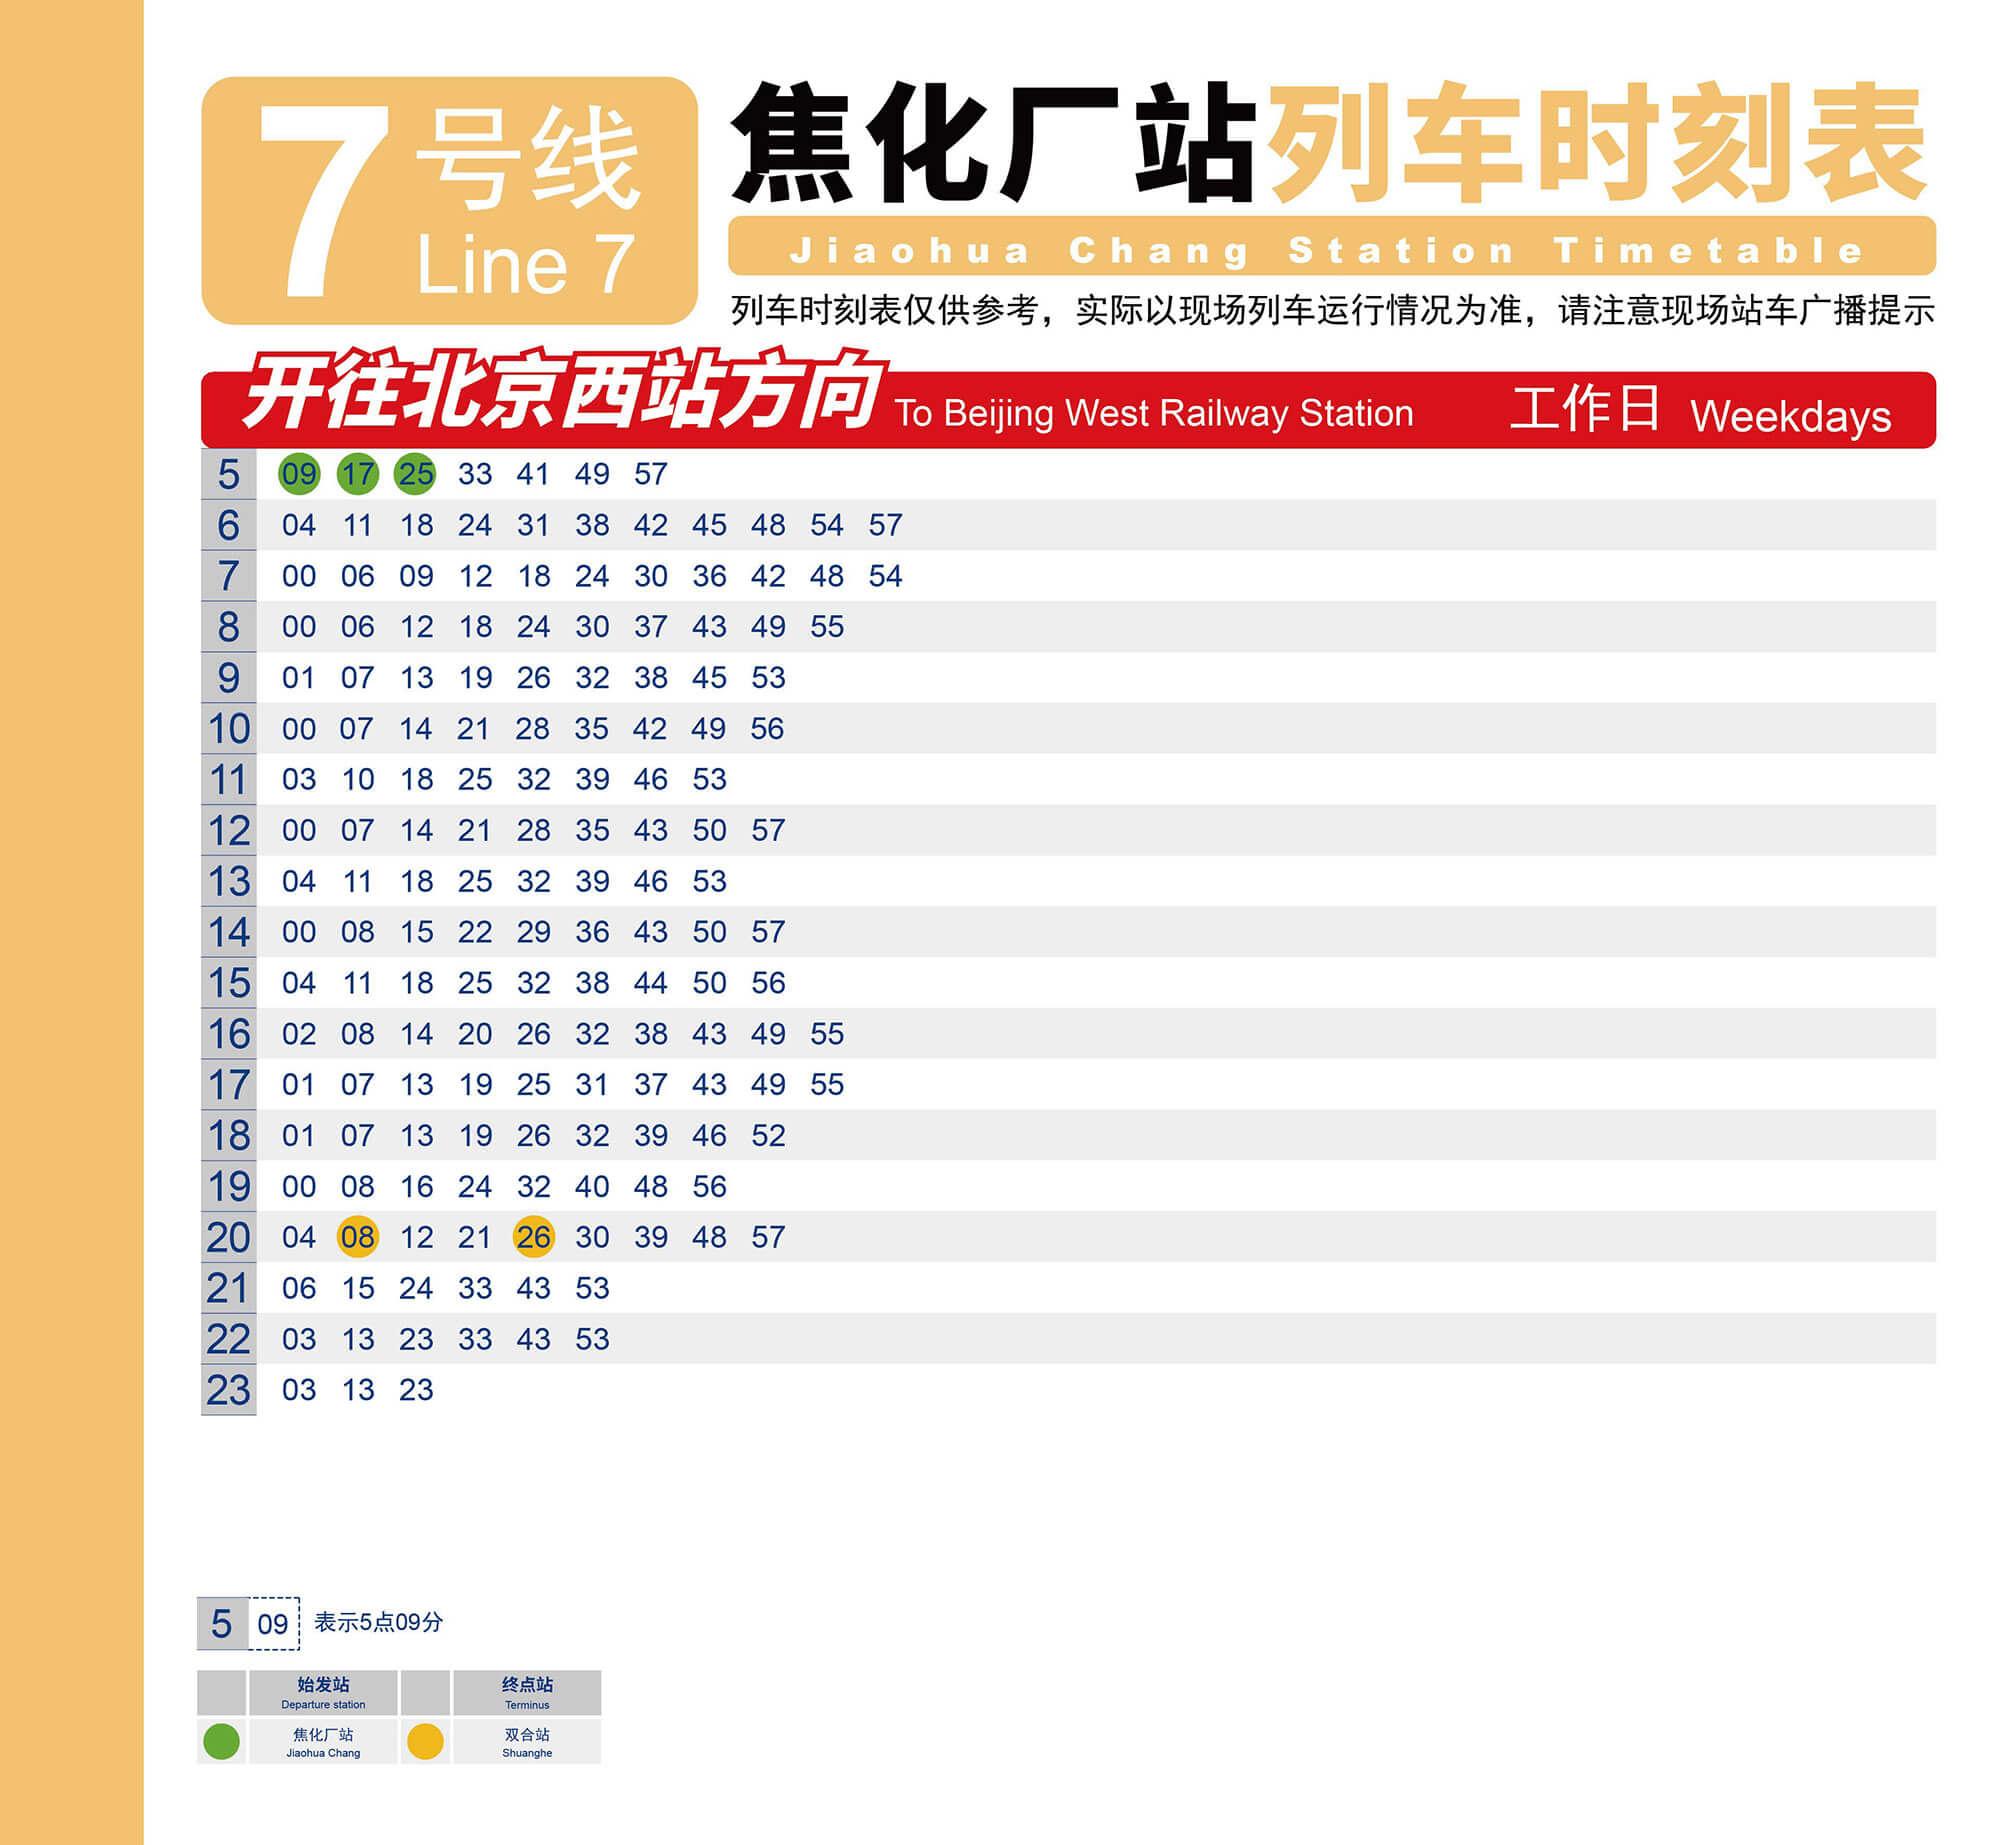 7 号线
Line 7
焦化厂站列车时刻表
Jiaohua Chang Station Timetable
列车时刻表仅供参考，实际以现场列车运行情况为准，请注意现场站车广播提示
开往北京西站方向 To Beijing West Railway Station 工作日 Weekdays
5 09 17 25 33 41 49 57
6 04 11 18 24 31 38 42 45 48 54 57
7 00 06 09 12 18 24 30 36 42 48 54
8 00 06 12 18 24 30 37 43 49 55
9 01 07 13 19 26 32 38 45 53
10 00 07 14 21 28 35 42 49 56
11 03 10 18 25 32 39 46 53
12 00 07 14 21 28 35 43 50 57
13 04 11 18 25 32 39 46 53
14 00 08 15 22 29 36 43 50 57
15 04 11 18 25 32 38 44 50 56
16 02 08 14 20 26 32 38 43 49 55
17 01 07 13 19 25 31 37 43 49 55
18 01 07 13 19 26 32 39 46 52
19 00 08 16 24 32 40 48 56
20 04 08 12 21 26 30 39 48 57
21 06 15 24 33 43 53
22 03 13 23 33 43 53
23 03 13 23
5 09 表示5点09分
始发站 终点站
Departure station Terminus
焦化厂站 双合站
Jiaohua Chang Shuanghe